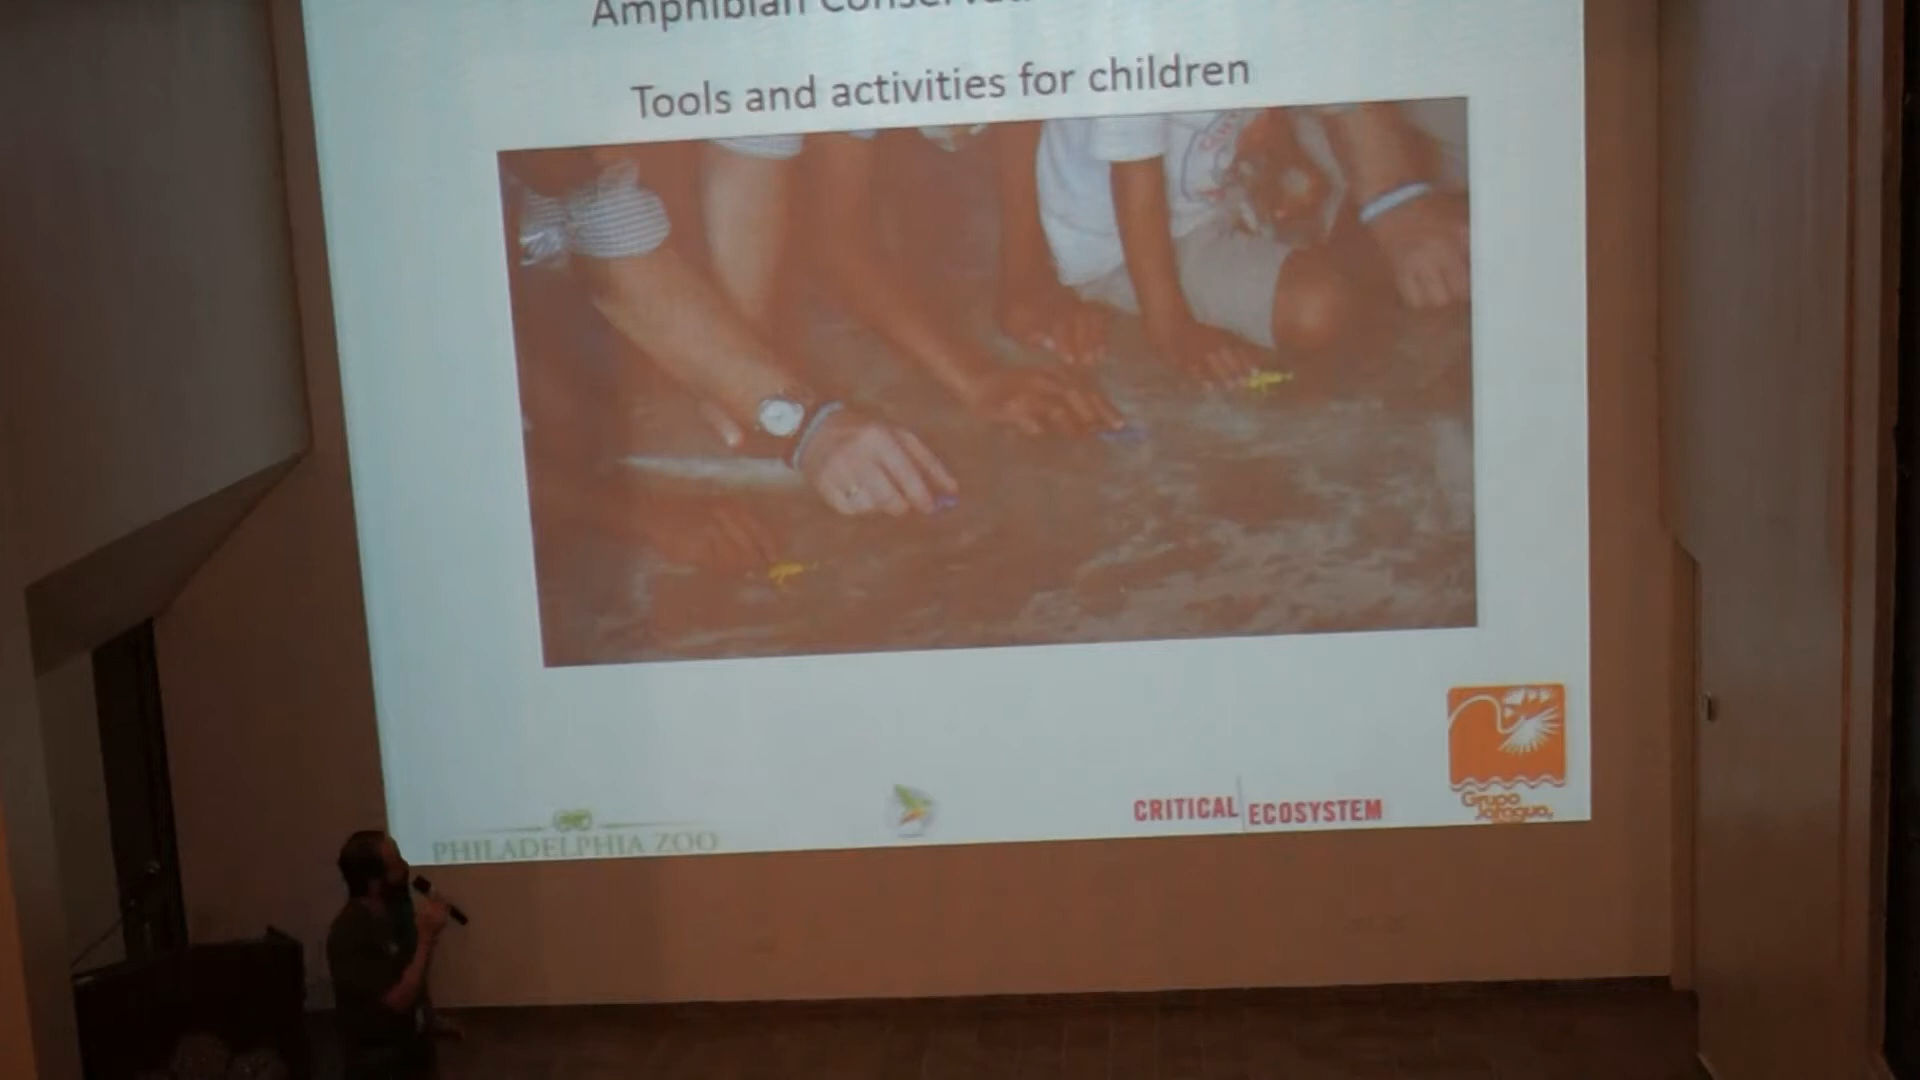 Amphibian
Tools and activities for children
PHILADELPHIA ZOO
CRITICAL ECOSYSTEM
Grupo
Jaragua,